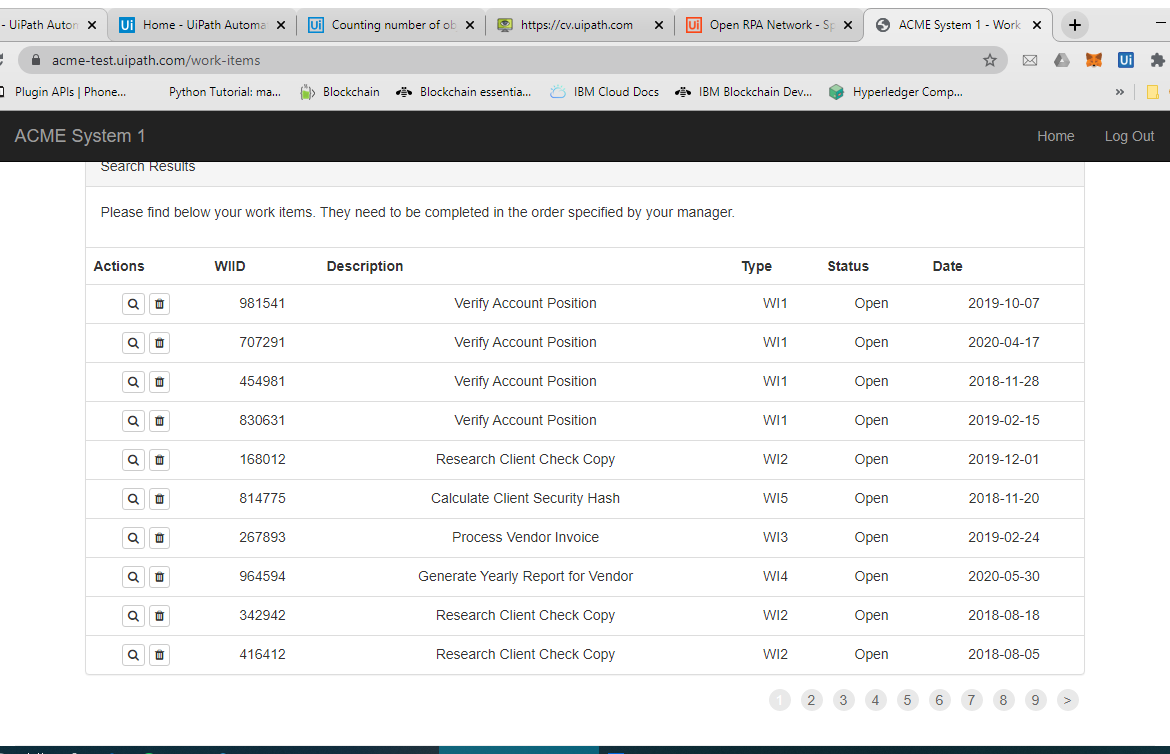 - UiPath Auton
Home - UiPath Automa
Counting number of ob
https://cv.uipath.com
Open RPA Network - Sp
ACME System 1 - Work
acme-test.uipath.com/work-items
Plugin APIs | Phone...
Python Tutorial: ma...
Blockchain
Blockchain essentia...
IBM Cloud Docs
IBM Blockchain Dev...
Hyperledger Comp...
»
ACME System 1
Home
Log Out
Search Results
Please find below your work items. They need to be completed in the order specified by your manager.
Actions WIID Description Type Status Date
981541 Verify Account Position WI1 Open 2019-10-07
707291 Verify Account Position WI1 Open 2020-04-17
454981 Verify Account Position WI1 Open 2018-11-28
830631 Verify Account Position WI1 Open 2019-02-15
168012 Research Client Check Copy WI2 Open 2019-12-01
814775 Calculate Client Security Hash WI5 Open 2018-11-20
267893 Process Vendor Invoice WI3 Open 2019-02-24
964594 Generate Yearly Report for Vendor WI4 Open 2020-05-30
342942 Research Client Check Copy WI2 Open 2018-08-18
416412 Research Client Check Copy WI2 Open 2018-08-05
1 2 3 4 5 6 7 8 9 >